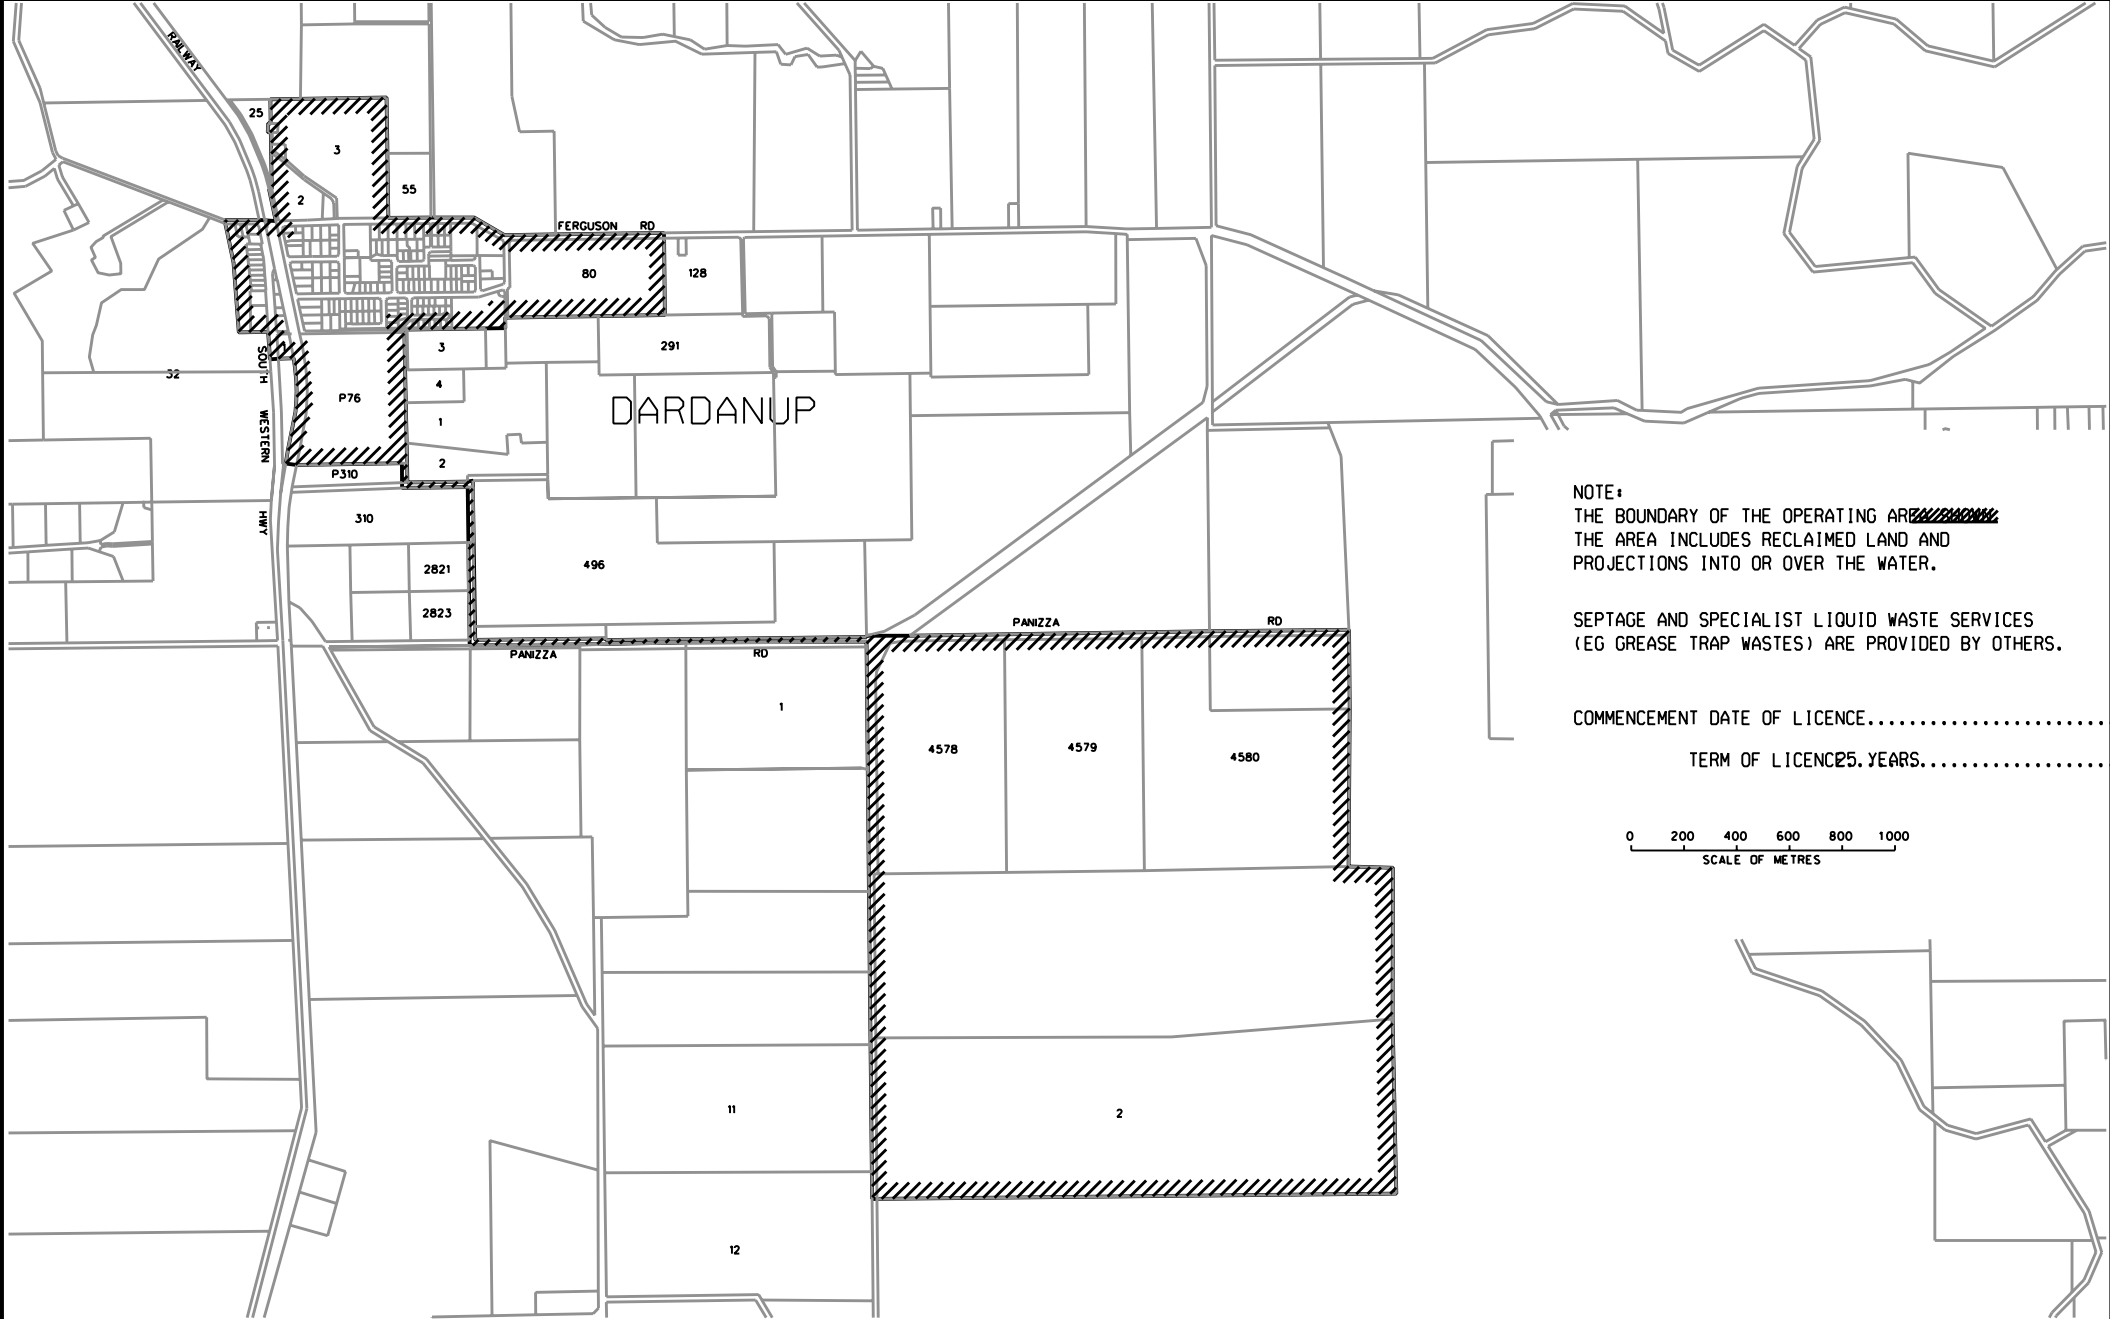 RAILWAY
25
3
2
55
FERGUSON RD
80
128
3
291
SOUTH WESTERN HWY
32
4
P76
DARDANUP
1
2
P310
310
496
2821
2823
PANIZZA RD
PANIZZA RD
1
4578
4579
4580
11
2
12
NOTE:
THE BOUNDARY OF THE OPERATING AREA SHOWN
THE AREA INCLUDES RECLAIMED LAND AND
PROJECTIONS INTO OR OVER THE WATER.
SEPTAGE AND SPECIALIST LIQUID WASTE SERVICES
(EG GREASE TRAP WASTES) ARE PROVIDED BY OTHERS.
COMMENCEMENT DATE OF LICENCE.......................
TERM OF LICENCE 25 YEARS..................
0 200 400 600 800 1000
SCALE OF METRES